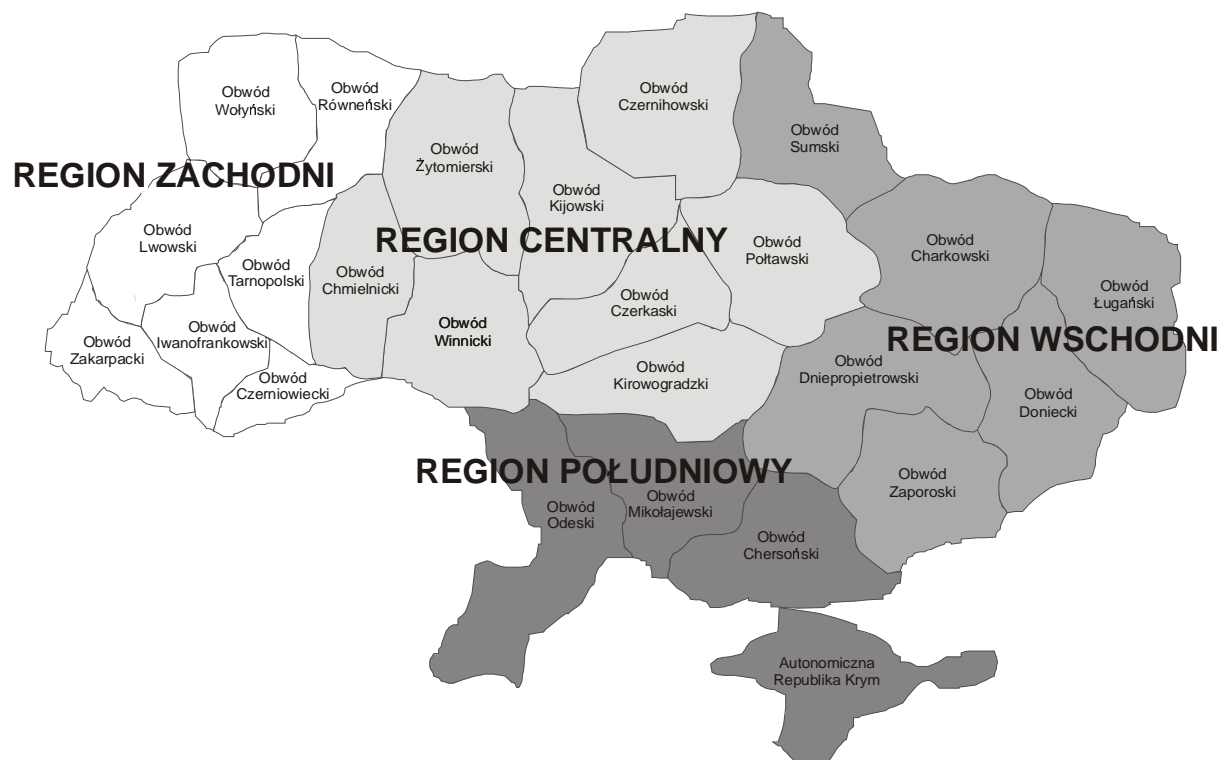 Obwód
Wołyński
Obwód
Równeński
Obwód
Żytomierski
Obwód
Czernihowski
Obwód
Sumski
REGION ZACHODNI
Obwód
Kijowski
Obwód
Lwowski
REGION CENTRALNY
Obwód
Połtawski
Obwód
Charkowski
Obwód
Tarnopolski
Obwód
Chmielnicki
Obwód
Czerkaski
Obwód
Ługański
Obwód
Zakarpacki
Obwód
Iwanofrankowski
Obwód
Winnicki
REGION WSCHODNI
Obwód
Czerniowiecki
Obwód
Kirowogradzki
Obwód
Dniepropietrowski
Obwód
Doniecki
REGION POŁUDNIOWY
Obwód
Zaporoski
Obwód
Odeski
Obwód
Mikołajewski
Obwód
Chersoński
Autonomiczna
Republika Krym